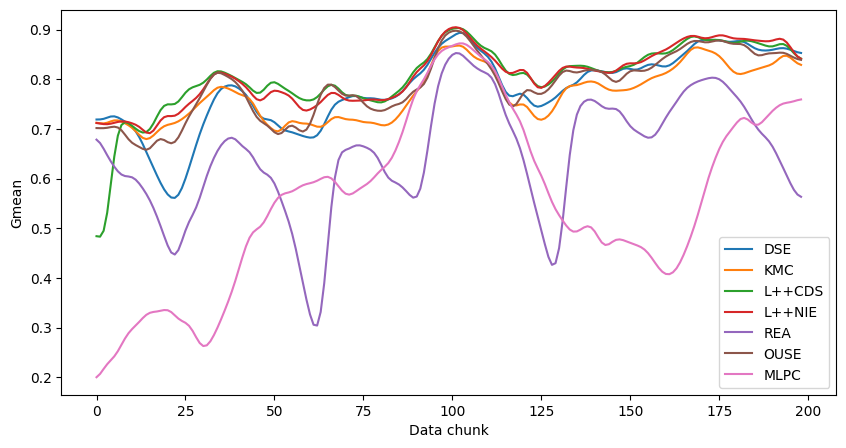 Gmean
0.9
0.8
0.7
0.6
0.5
0.4
0.3
0.2
0 25 50 75 100 125 150 175 200
Data chunk
DSE
KMC
L++CDS
L++NIE
REA
OUSE
MLPC